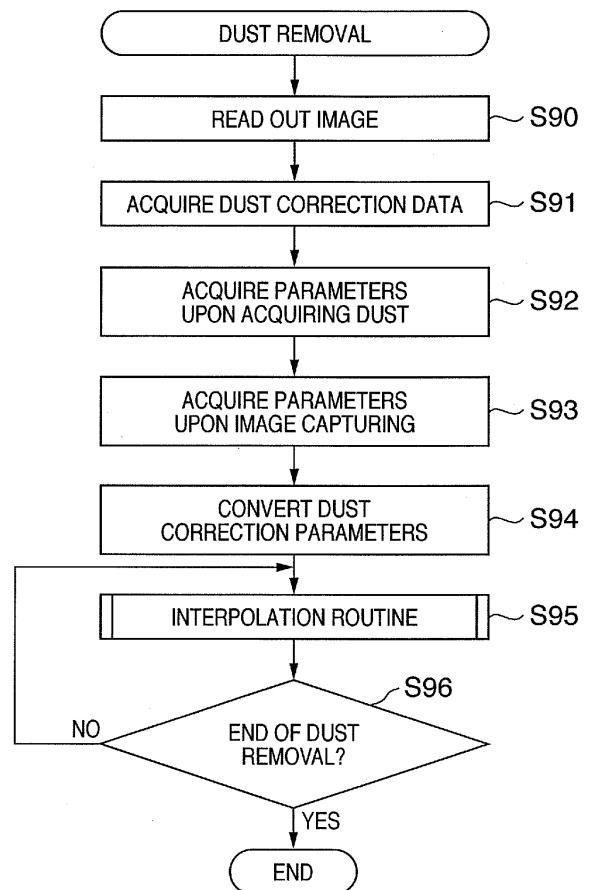 DUST REMOVAL
READ OUT IMAGE
S90
ACQUIRE DUST CORRECTION DATA
S91
ACQUIRE PARAMETERS
UPON ACQUIRING DUST
S92
ACQUIRE PARAMETERS
UPON IMAGE CAPTURING
S93
CONVERT DUST
CORRECTION PARAMETERS
S94
INTERPOLATION ROUTINE
S95
S96
END OF DUST
REMOVAL?
NO
YES
END